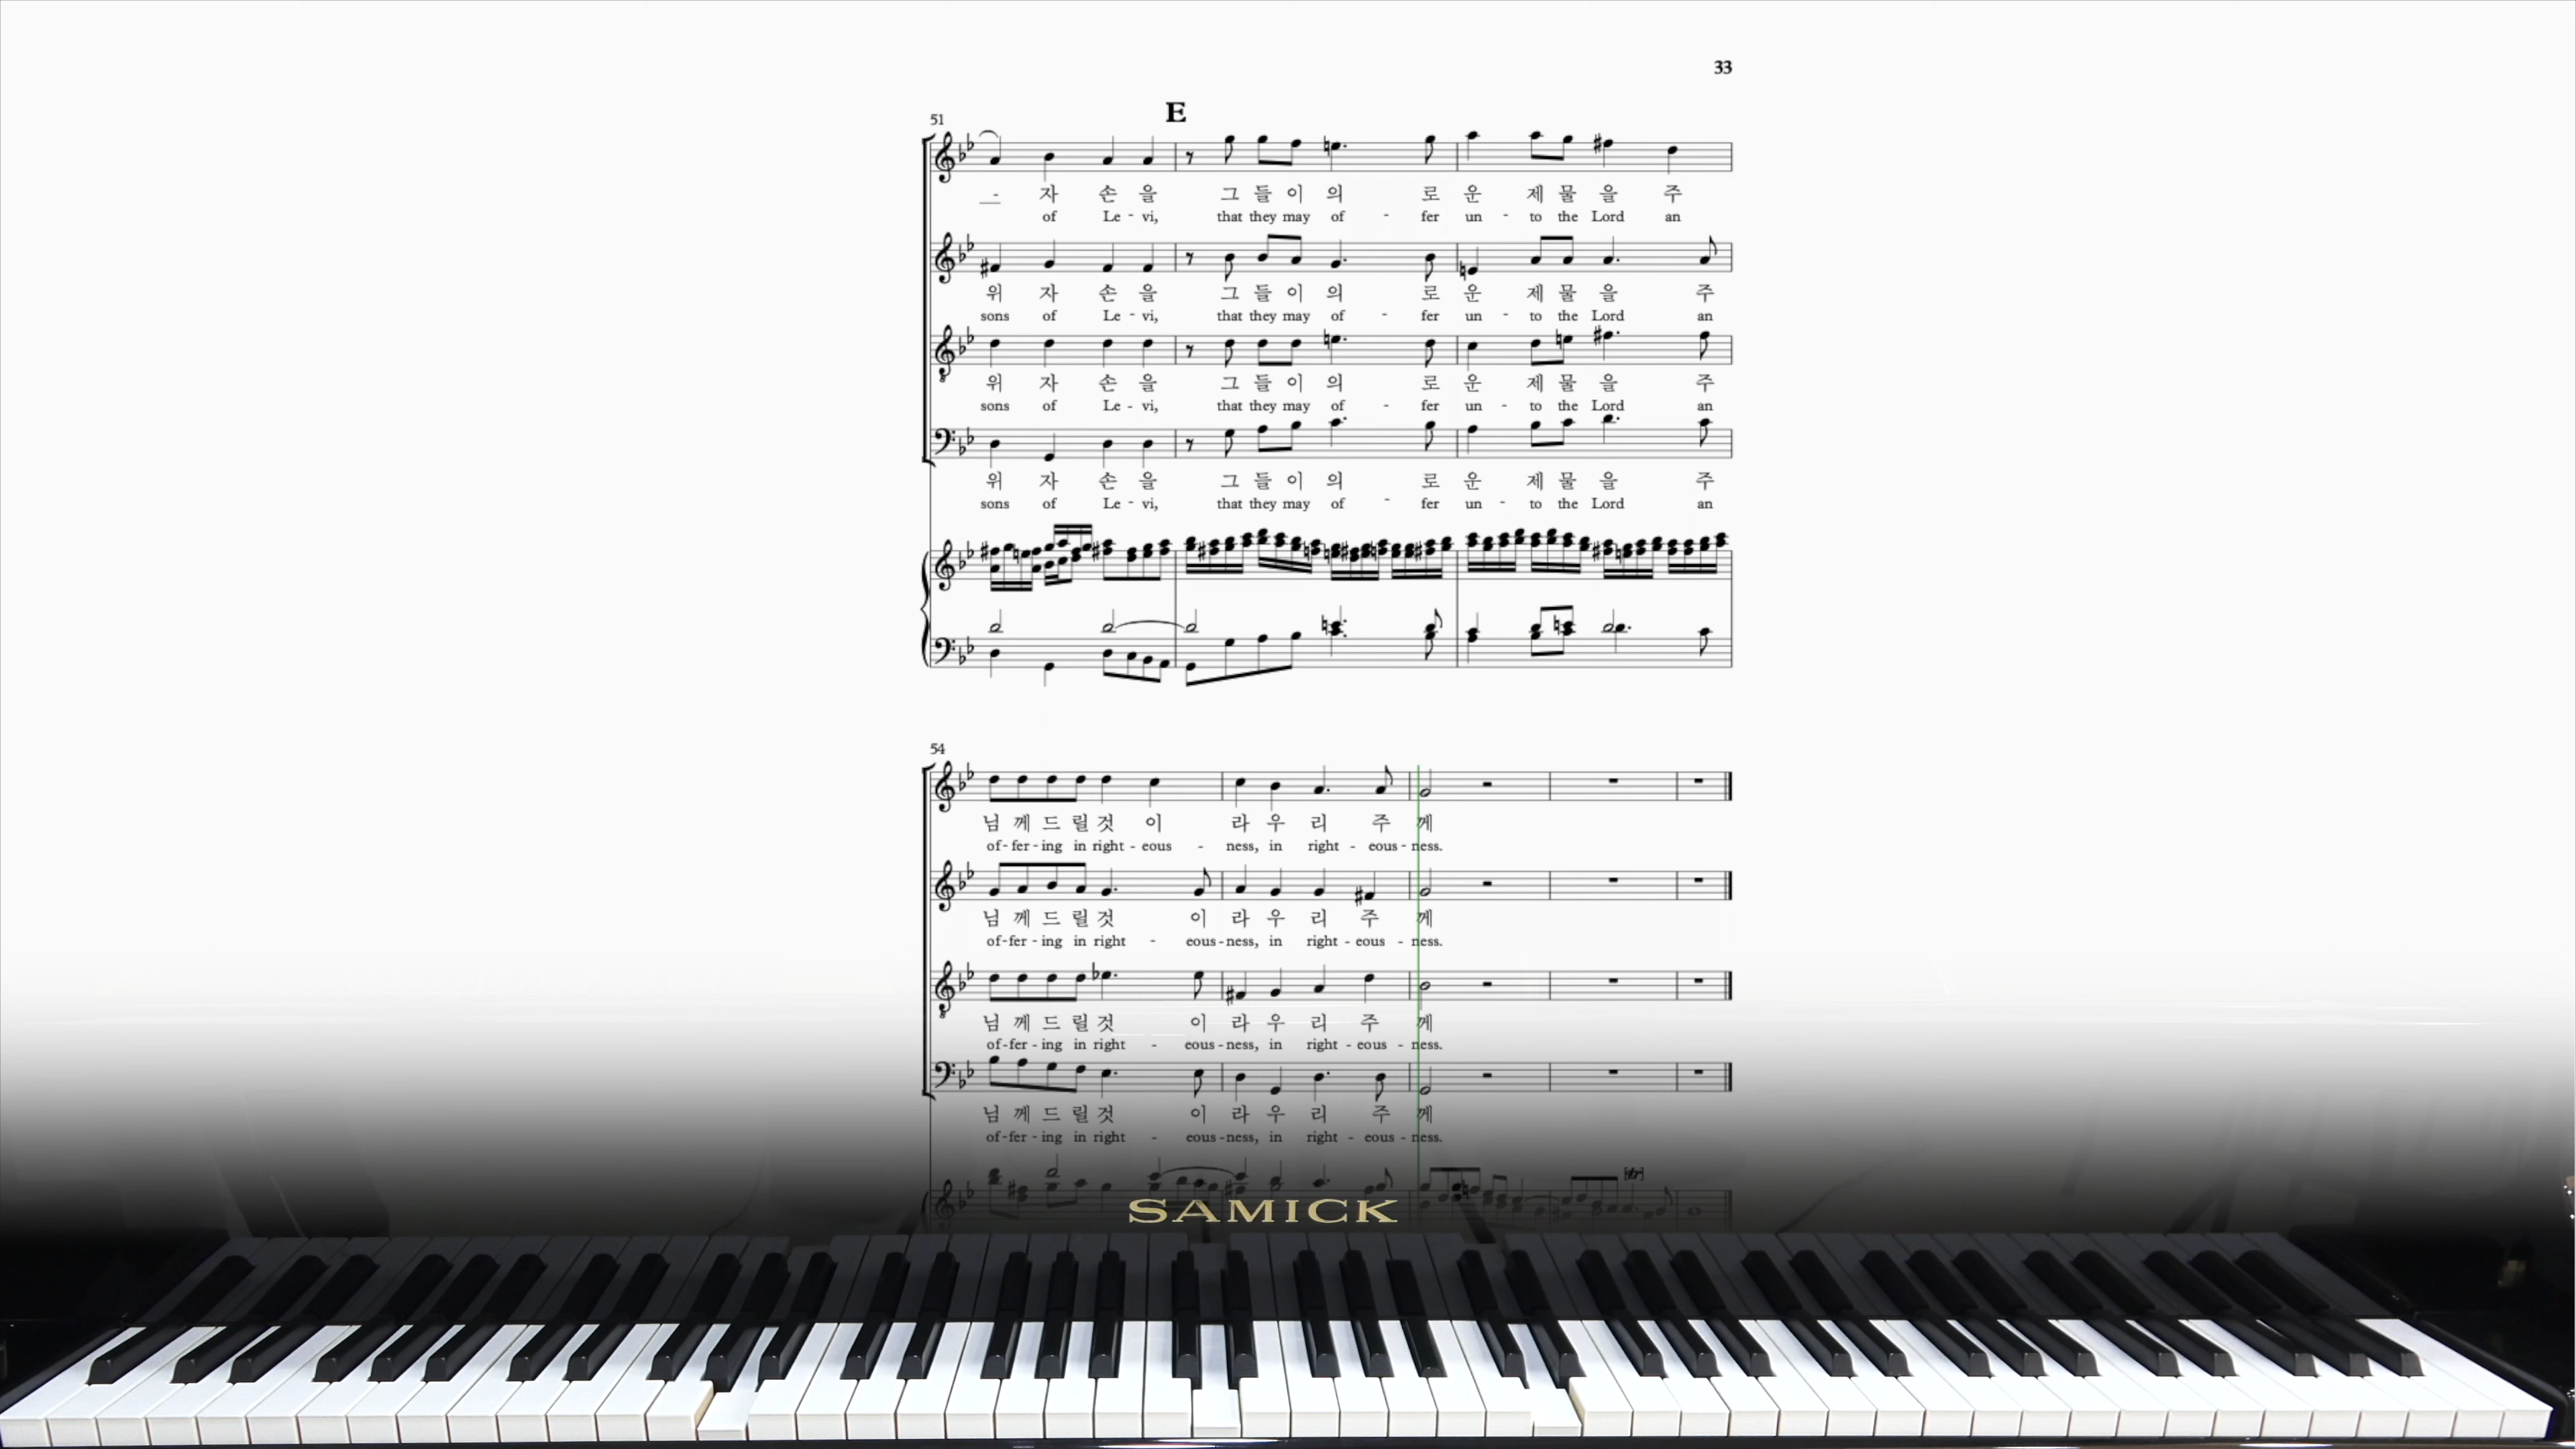 33
E
51
- 자 손 을 그 들 이 의 로 운 제 물 을 주
of Le - vi, that they may of - fer un - to the Lord an
위 자 손 을 그 들 이 의 로 운 제 물 을 주
sons of Le - vi, that they may of - fer un - to the Lord an
위 자 손 을 그 들 이 의 로 운 제 물 을 주
sons of Le - vi, that they may of - fer un - to the Lord an
위 자 손 을 그 들 이 의 로 운 제 물 을 주
sons of Le - vi, that they may of - fer un - to the Lord an
54
님 께 드 릴 것 이 라 우 리 주 께
of - fer - ing in right - eous - ness, in right - eous - ness.
님 께 드 릴 것 이 라 우 리 주 께
of - fer - ing in right - eous - ness, in right - eous - ness.
님 께 드 릴 것 이 라 우 리 주 께
of - fer - ing in right - eous - ness, in right - eous - ness.
님 께 드 릴 것 이 라 우 리 주 께
of - fer - ing in right - eous - ness, in right - eous - ness.
SAMICK